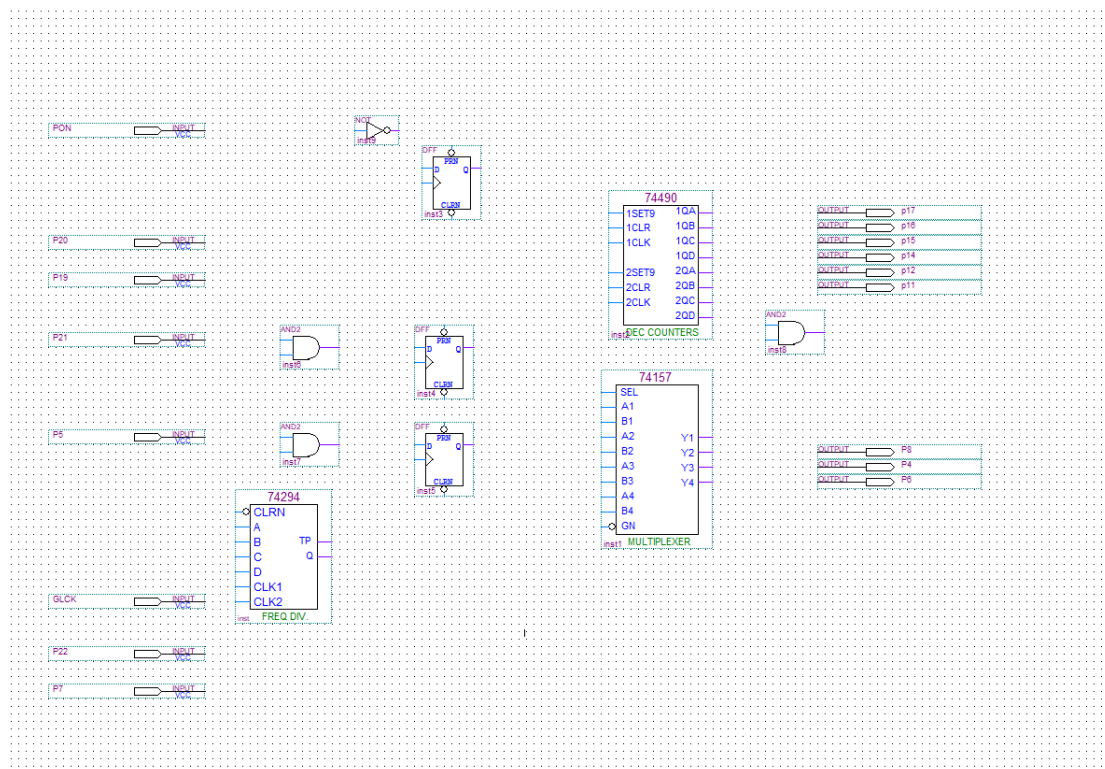 PON INPUT VCC
NOT
inst9
DFF
PRN
D Q
CLRN
inst3
74490
1SET9 1QA
1CLR 1QB
1CLK 1QC
1QD
2SET9 2QA
2CLR 2QB
2CLK 2QC
2QD
inst2 DEC COUNTERS
OUTPUT p17
OUTPUT p16
OUTPUT p15
OUTPUT p14
OUTPUT p12
OUTPUT p11
P20 INPUT VCC
P19 INPUT VCC
P21 INPUT VCC
AND2
inst6
DFF
PRN
D Q
CLRN
inst4
AND2
inst8
74157
SEL
A1
B1
A2 Y1
B2 Y2
A3 Y3
B3 Y4
A4
B4
GN
inst1 MULTIPLEXER
P5 INPUT VCC
AND2
inst7
DFF
PRN
D Q
CLRN
inst5
OUTPUT P8
OUTPUT P4
OUTPUT P6
74294
CLRN
A
B TP
C Q
D
CLK1
CLK2
inst FREQ DIV.
GLCK INPUT VCC
P22 INPUT VCC
P7 INPUT VCC